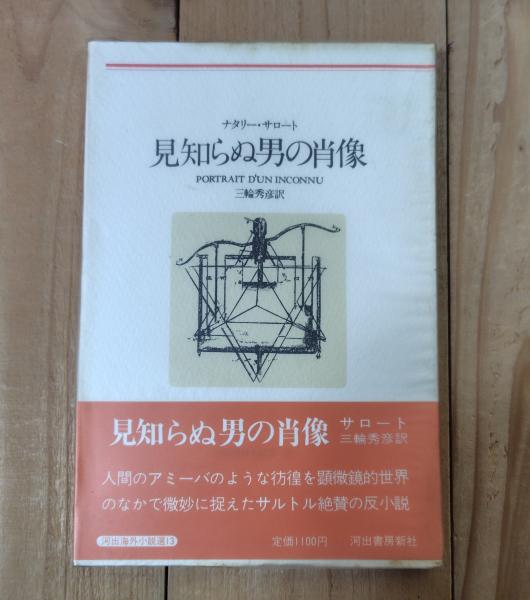 ナタリー・サロート
見知らぬ男の肖像
PORTRAIT D'UN INCONNU
三輪秀彦訳
見知らぬ男の肖像
サロート
三輪秀彦訳
人間のアミーバのような彷徨を顕微鏡的世界
のなかで微妙に捉えたサルトル絶賛の反小説
河出海外小説選13
定価1100円
河出書房新社